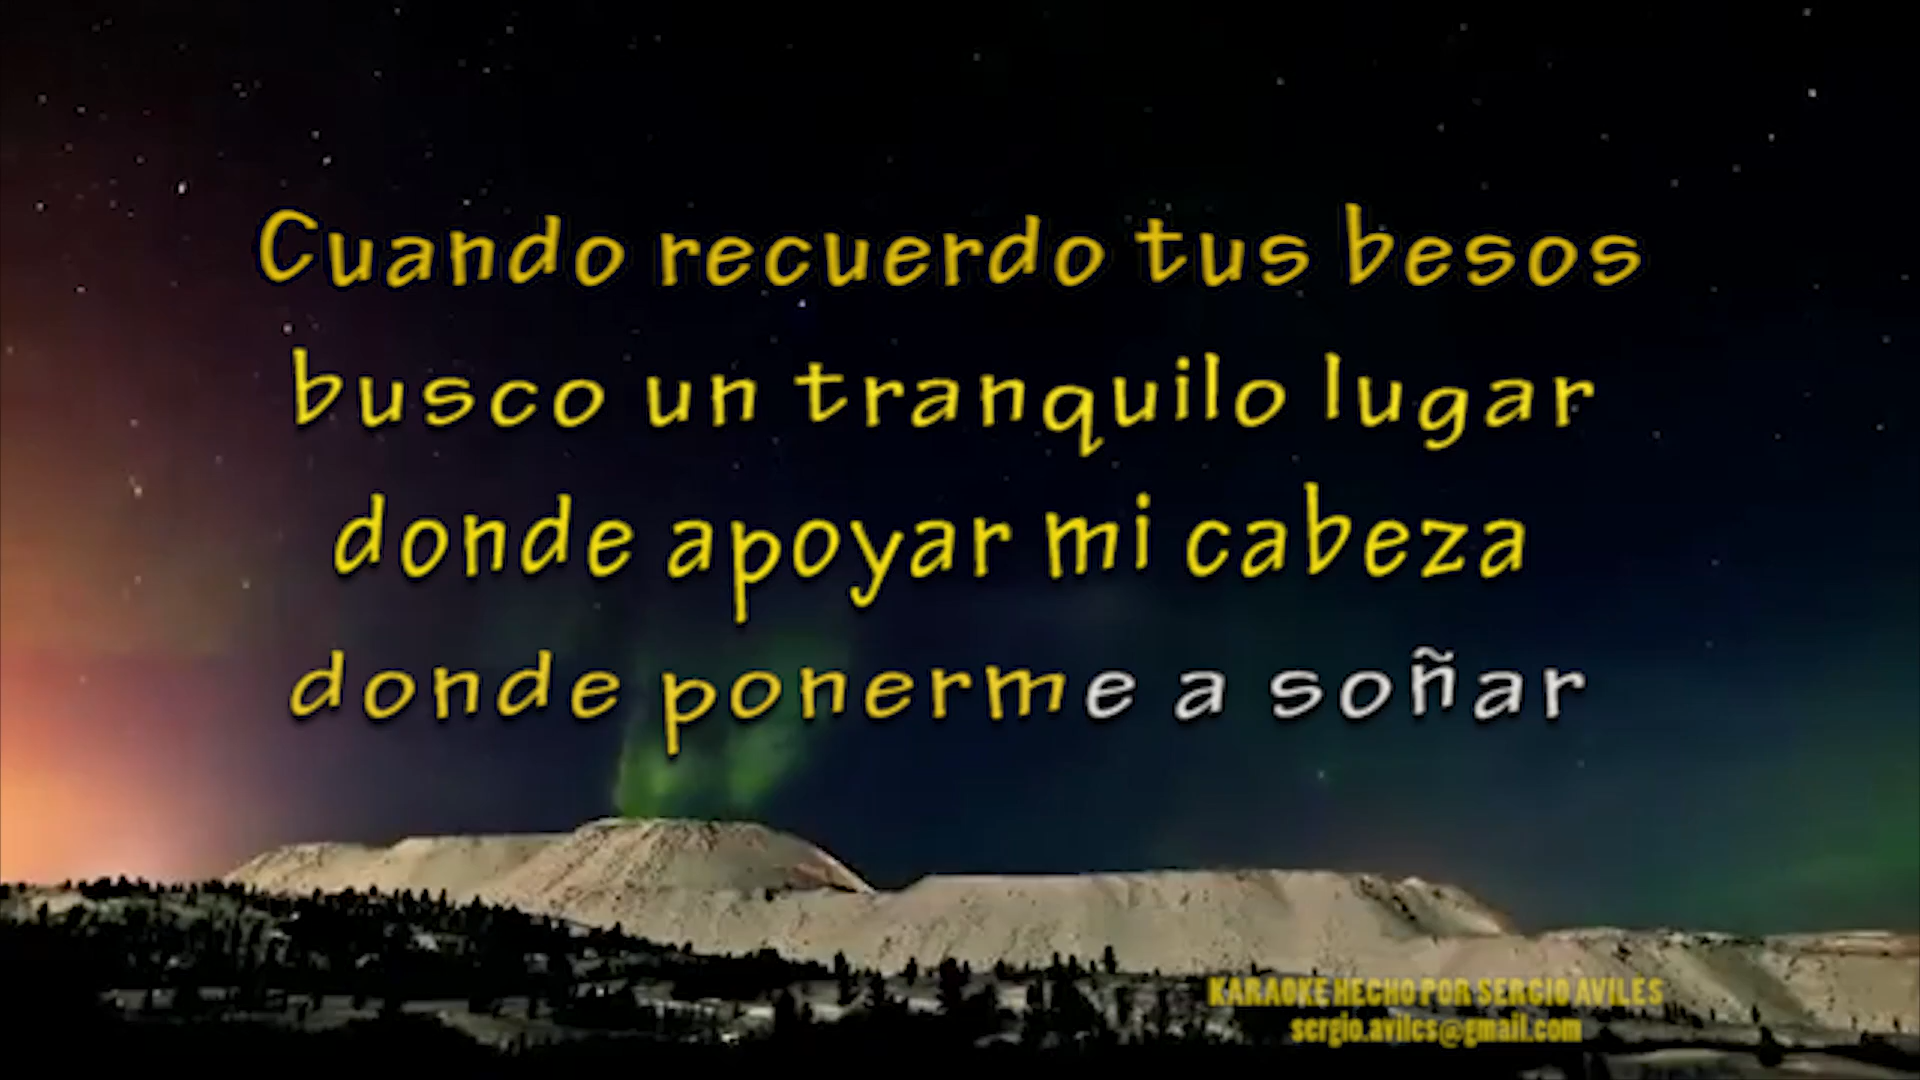 Cuando recuerdo tus besos
busco un tranquilo lugar
donde apoyar mi cabeza
donde ponerme a soñar
KARAOKE HECHO POR SERGIO AVILES
sergio.aviles@gmail.com